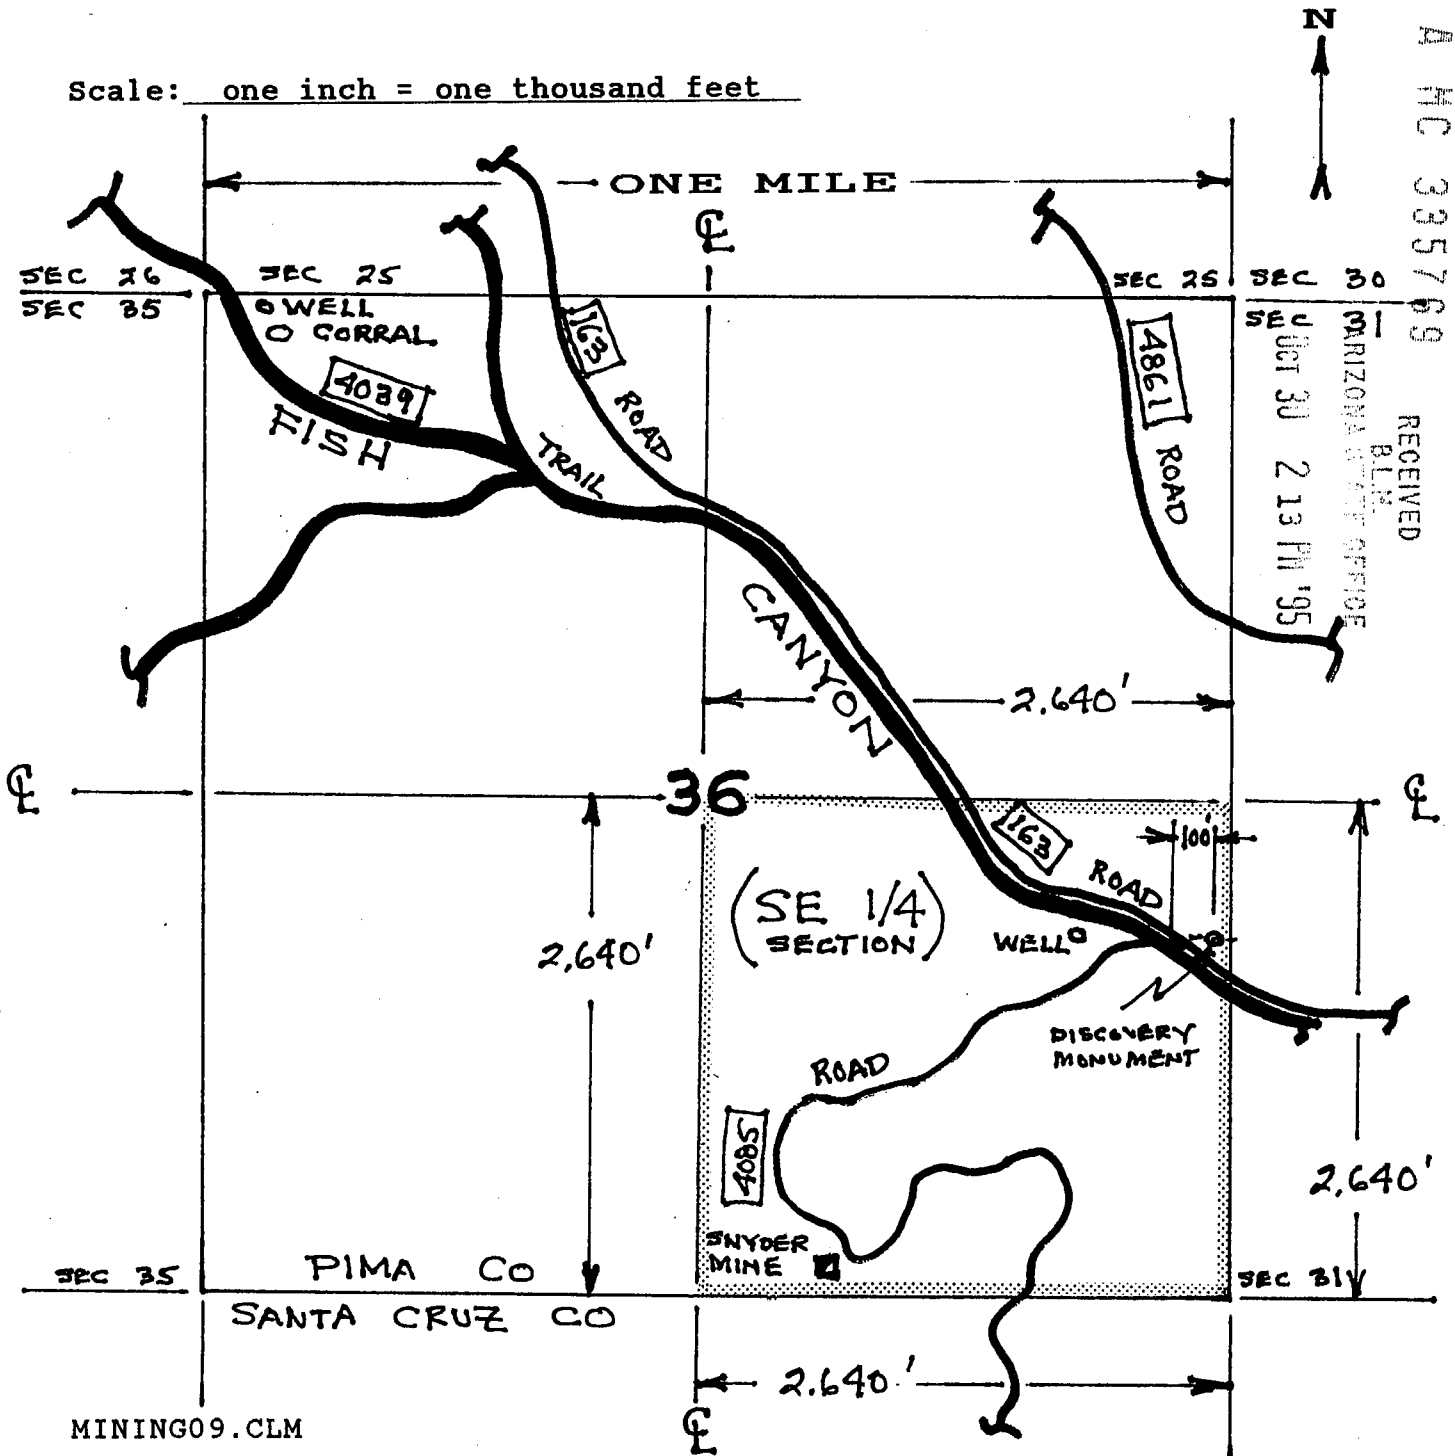 N
A MC 335769
Scale: one inch = one thousand feet
ONE MILE
℄
SEC 26
SEC 25
SEC 25
SEC 30
SEC 35
WELL
SEC 31
CORRAL
163
4861
4039
ROAD
ROAD
FISH
TRAIL
RECEIVED
B.L.M.
ARIZONA STATE OFFICE
OCT 30 2 13 PM '95
CANYON
2.640'
℄
36
℄
163
100'
ROAD
(SE 1/4)
SECTION
2,640'
WELL
DISCOVERY
MONUMENT
ROAD
4085
2,640'
SNYDER
MINE
SEC 35
PIMA CO
SEC 31
SANTA CRUZ CO
2.640'
℄
MINING09.CLM